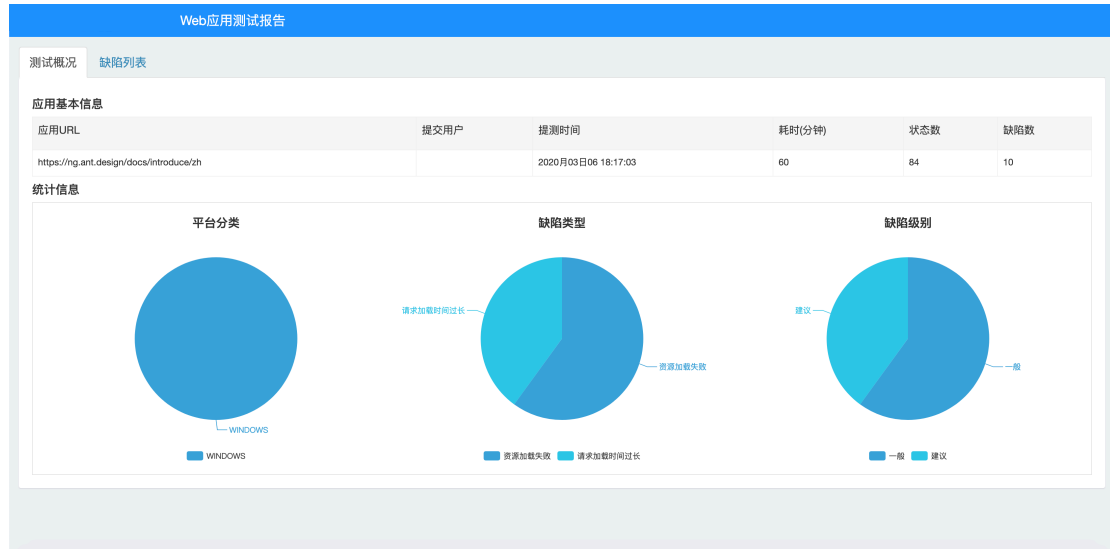 Web应用测试报告
测试概况 缺陷列表
应用基本信息
应用URL 提交用户 提测时间 耗时(分钟) 状态数 缺陷数
https://ng.ant.design/docs/introduce/zh 2020月03日06 18:17:03 60 84 10
统计信息
平台分类 缺陷类型 缺陷级别
请求加载时间过长 建议
资源加载失败 一般
WINDOWS
WINDOWS 资源加载失败 请求加载时间过长 一般 建议